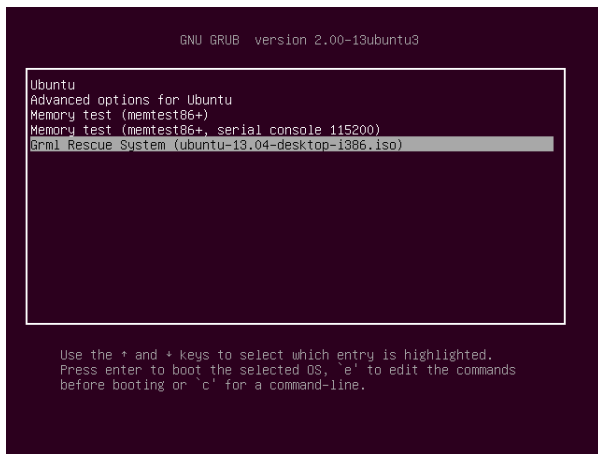 GNU GRUB  version 2.00-13ubuntu3
Ubuntu
Advanced options for Ubuntu
Memory test (memtest86+)
Memory test (memtest86+, serial console 115200)
Grml Rescue System (ubuntu-13.04-desktop-i386.iso)
Use the ↑ and ↓ keys to select which entry is highlighted.
Press enter to boot the selected OS, `e' to edit the commands
before booting or `c' for a command-line.